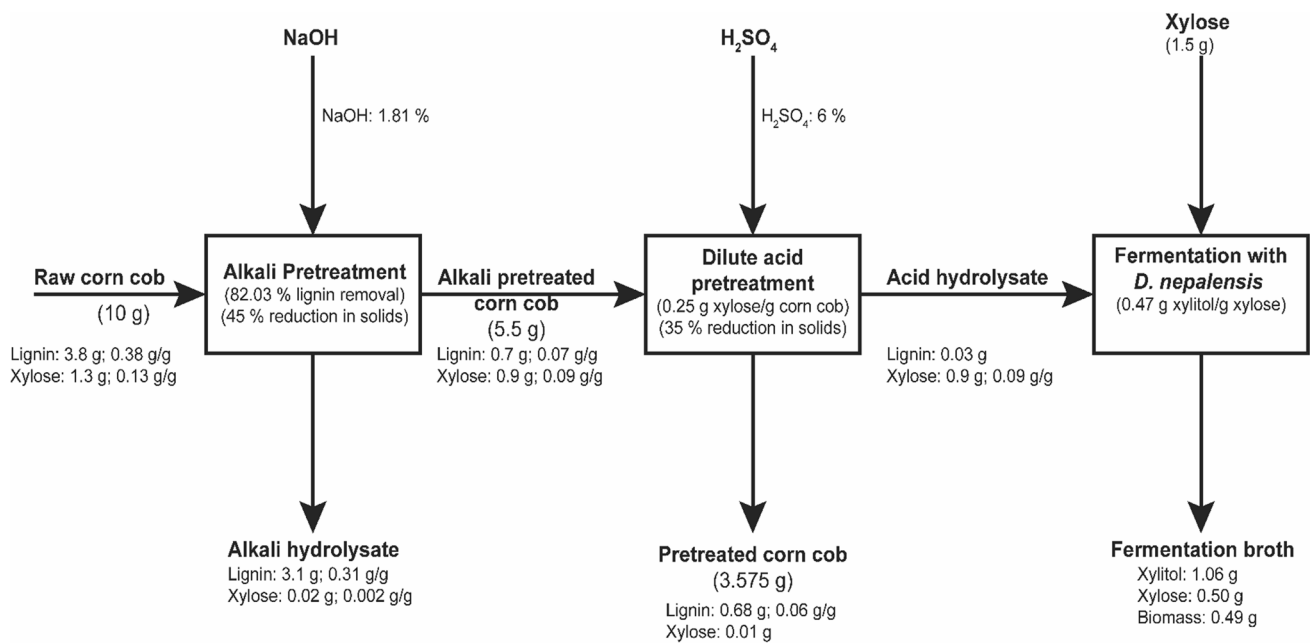 NaOH
NaOH: 1.81 %
H₂SO₄
H₂SO₄: 6 %
Xylose
(1.5 g)
Raw corn cob
(10 g)
Lignin: 3.8 g; 0.38 g/g
Xylose: 1.3 g; 0.13 g/g
Alkali Pretreatment
(82.03 % lignin removal)
(45 % reduction in solids)
Alkali pretreated
corn cob
(5.5 g)
Lignin: 0.7 g; 0.07 g/g
Xylose: 0.9 g; 0.09 g/g
Dilute acid
pretreatment
(0.25 g xylose/g corn cob)
(35 % reduction in solids)
Acid hydrolysate
Lignin: 0.03 g
Xylose: 0.9 g; 0.09 g/g
Fermentation with
D. nepalensis
(0.47 g xylitol/g xylose)
Alkali hydrolysate
Lignin: 3.1 g; 0.31 g/g
Xylose: 0.02 g; 0.002 g/g
Pretreated corn cob
(3.575 g)
Lignin: 0.68 g; 0.06 g/g
Xylose: 0.01 g
Fermentation broth
Xylitol: 1.06 g
Xylose: 0.50 g
Biomass: 0.49 g